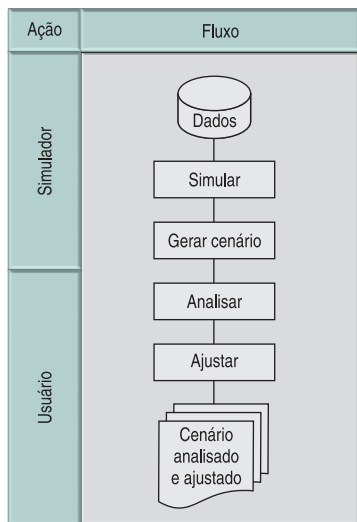 Ação
Fluxo
Simulador
Dados
Simular
Gerar cenário
Usuário
Analisar
Ajustar
Cenário
analisado
e ajustado